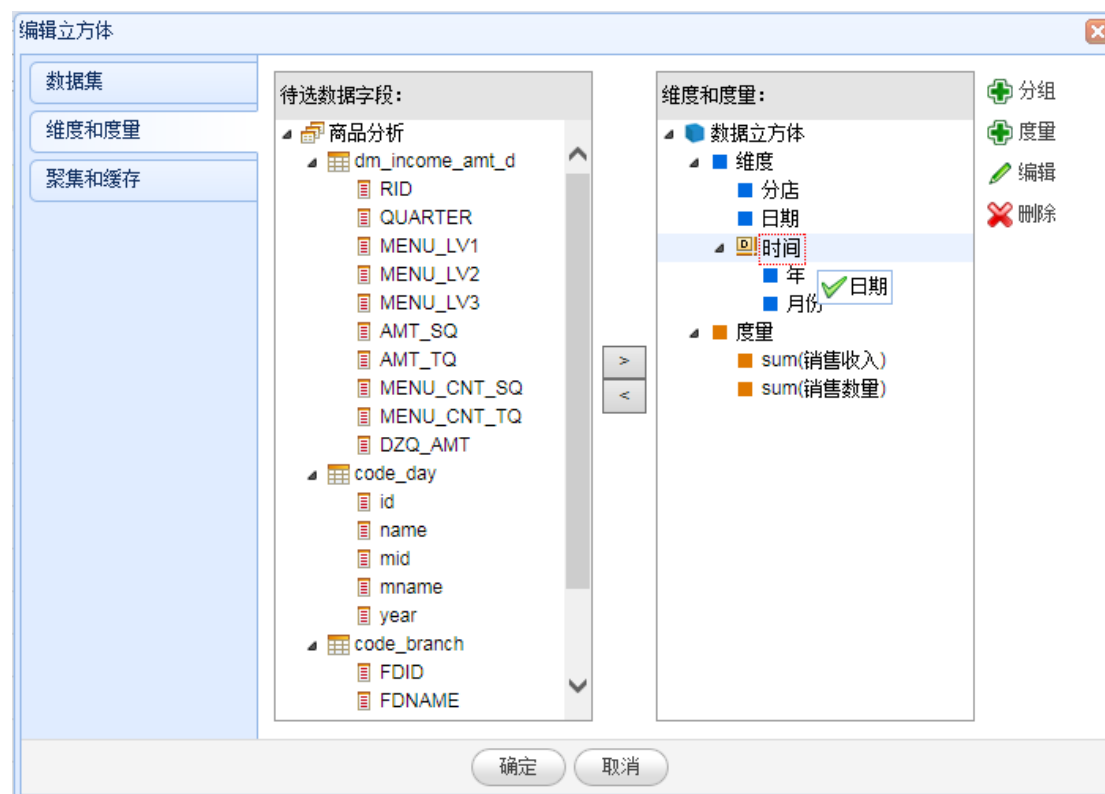 编辑立方体
数据集
维度和度量
聚集和缓存
待选数据字段：
商品分析
dm_income_amt_d
RID
QUARTER
MENU_LV1
MENU_LV2
MENU_LV3
AMT_SQ
AMT_TQ
MENU_CNT_SQ
MENU_CNT_TQ
DZQ_AMT
code_day
id
name
mid
mname
year
code_branch
FDID
FDNAME
>
<
维度和度量：
数据立方体
维度
分店
日期
时间
年
日期
月份
度量
sum(销售收入)
sum(销售数量)
分组
度量
编辑
删除
确定
取消